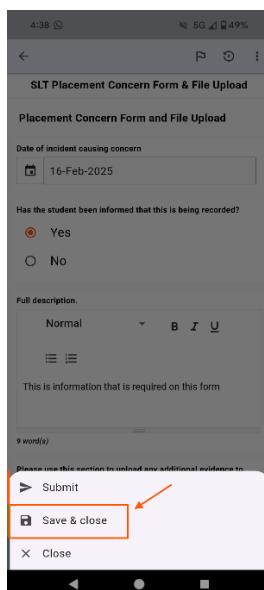 4:38 5G 49%
SLT Placement Concern Form & File Upload
Placement Concern Form and File Upload
Date of incident causing concern
16-Feb-2025
Has the student been informed that this is being recorded?
Yes
No
Full description.
Normal B I U
This is information that is required on this form
9 word(s)
Please use this section to upload any additional evidence to
Submit
Save & close
Close